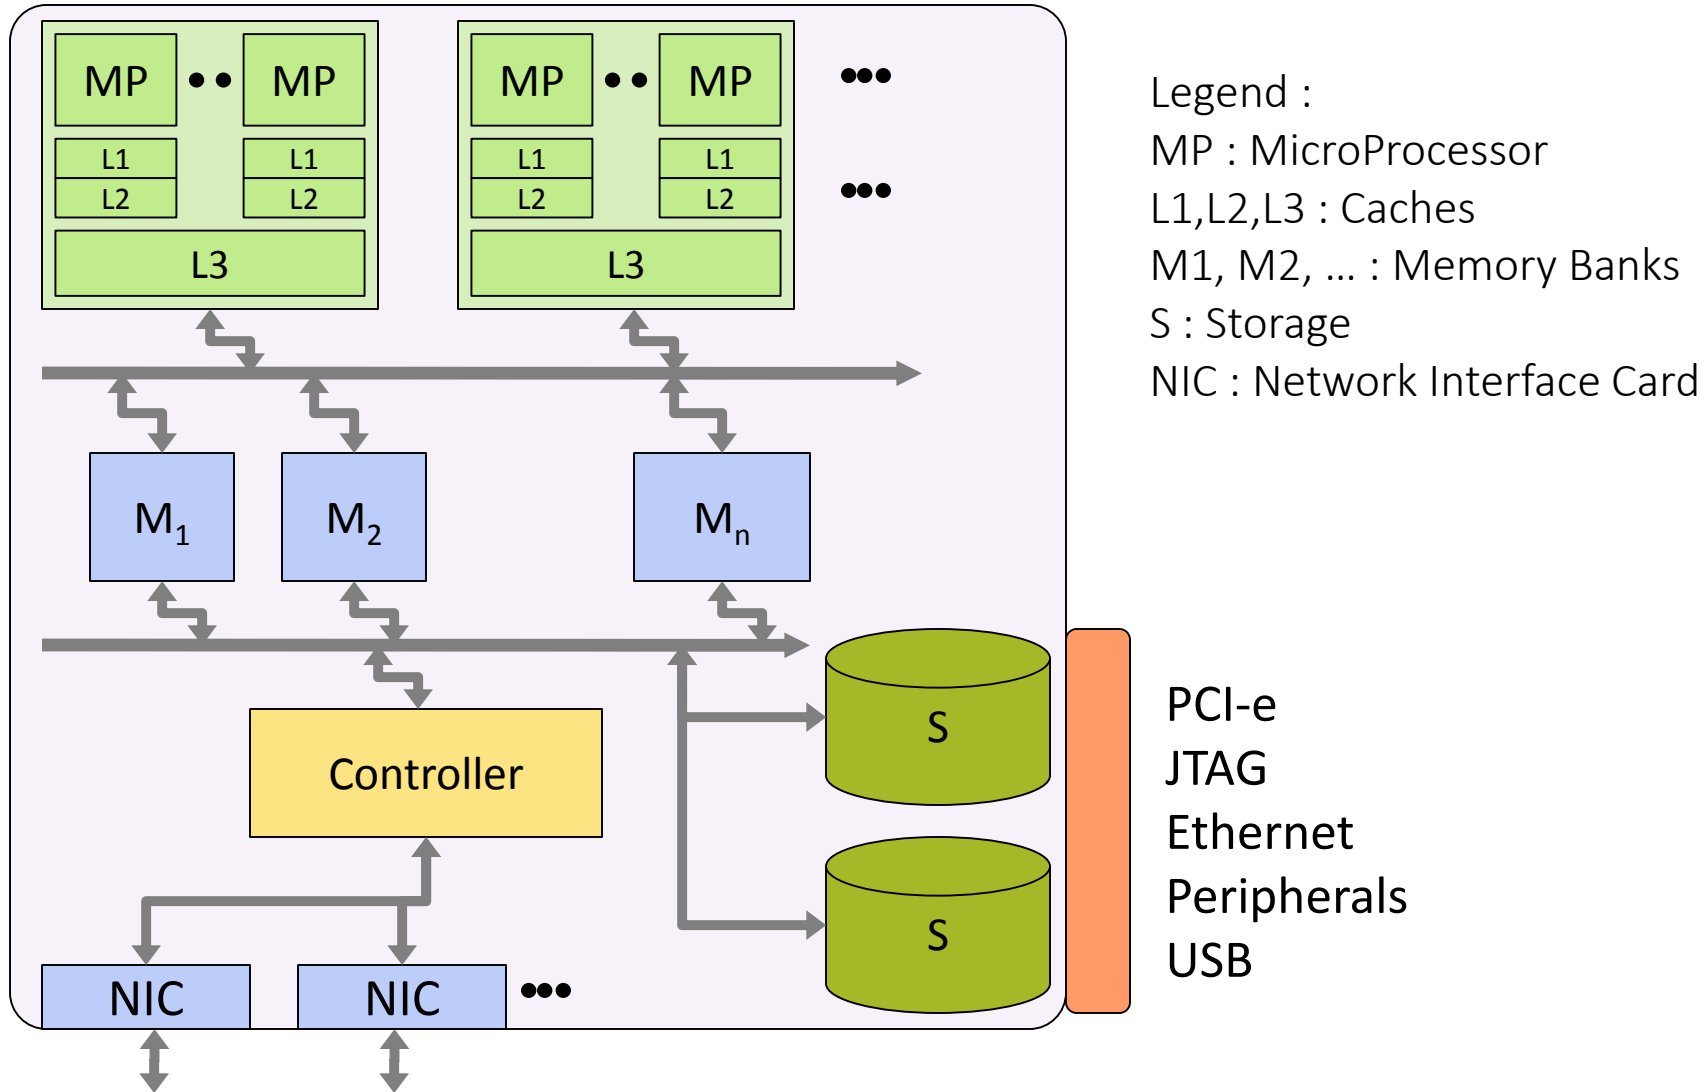 MP MP MP MP
L1 L1 L1 L1
L2 L2 L2 L2
L3 L3
M1 M2 Mn
Controller
S
S
NIC NIC
Legend :
MP : MicroProcessor
L1,L2,L3 : Caches
M1, M2, ... : Memory Banks
S : Storage
NIC : Network Interface Card
PCI-e
JTAG
Ethernet
Peripherals
USB